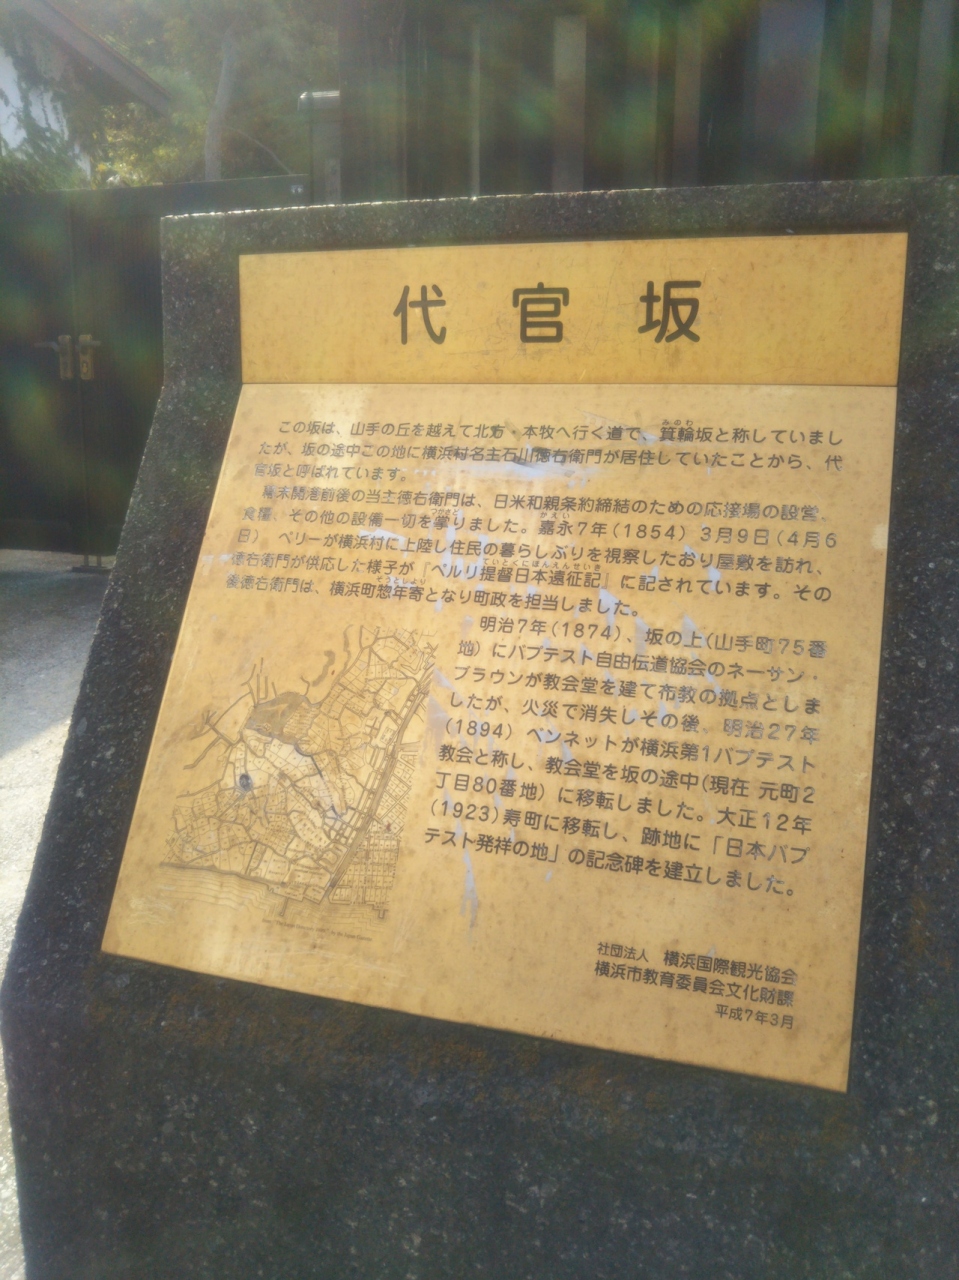 代官坂
この坂は、山手の丘を越えて北方・本牧へ行く道で、箕輪坂と称していまし
たが、坂の途中この地に横浜村名主石川徳右衛門が居住していたことから、代
官坂と呼ばれています。
幕末開港前後の当主徳右衛門は、日米和親条約締結のための応接場の設営、
食糧、その他の設備一切を掌りました。嘉永7年(1854)3月9日(4月6
日)ペリーが横浜村に上陸し住民の暮らしぶりを視察したおり屋敷を訪れ、
徳右衛門が供応した様子が『ペルリ提督日本遠征記』に記されています。その
後徳右衛門は、横浜町惣年寄となり町政を担当しました。
明治7年(1874)、坂の上(山手町75番
地)にバプテスト自由伝道協会のネーサン・
ブラウンが教会堂を建て布教の拠点としま
したが、火災で消失しその後、明治27年
(1894)ベンネットが横浜第1バプテスト
教会と称し、教会堂を坂の途中(現在 元町2
丁目80番地)に移転しました。大正12年
(1923)寿町に移転し、跡地に「日本バプ
テスト発祥の地」の記念碑を建立しました。
社団法人 横浜国際観光協会
横浜市教育委員会文化財課
平成7年3月